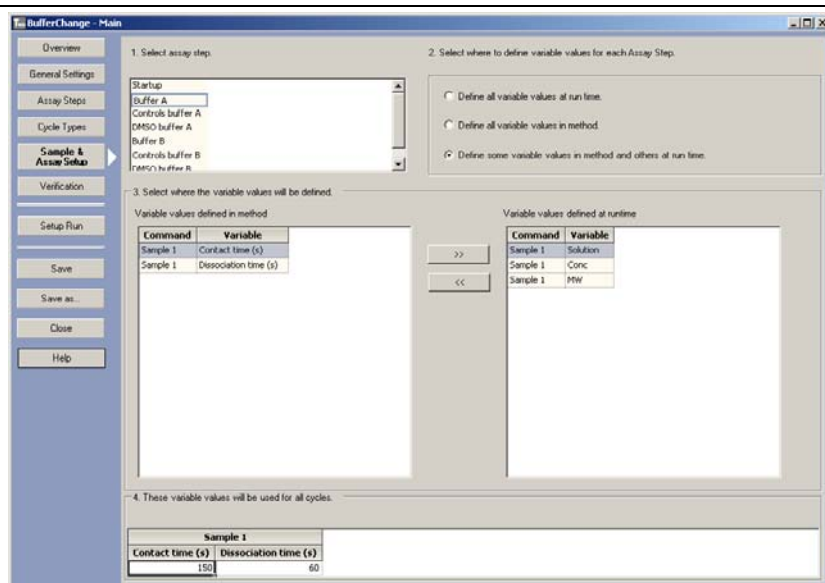 BufferChange - Main
Overview
General Settings
Assay Steps
Cycle Types
Sample &
Assay Setup
Verification
Setup Run
Save
Save as...
Close
Help
1. Select assay step.
Startup
Buffer A
Controls buffer A
DMSO buffer A
Buffer B
Controls buffer B
DMSO buffer B
2. Select where to define variable values for each Assay Step.
Define all variable values at run time.
Define all variable values in method.
Define some variable values in method and others at run time.
3. Select where the variable values will be defined.
Variable values defined in method
Command Variable
Sample 1 Contact time (s)
Sample 1 Dissociation time (s)
>>
<<
Variable values defined at runtime
Command Variable
Sample 1 Solution
Sample 1 Conc
Sample 1 MW
4. These variable values will be used for all cycles.
Sample 1
Contact time (s) Dissociation time (s)
150 60